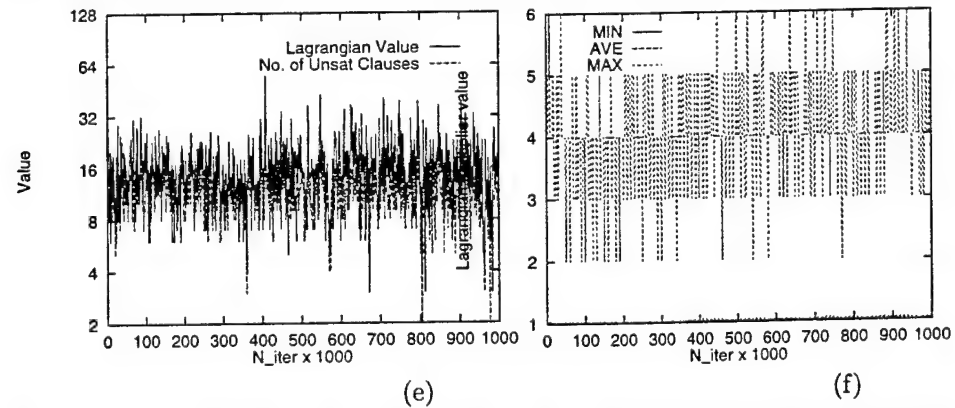 128
64
32
16
8
4
2
Value
Lagrangian Value
No. of Unsat Clauses
0 100 200 300 400 500 600 700 800 900 1000
N_iter x 1000
(e)
Lagrange multiplier value
6
5
4
3
2
1
MIN
AVE
MAX
0 100 200 300 400 500 600 700 800 900 1000
N_iter x 1000
(f)